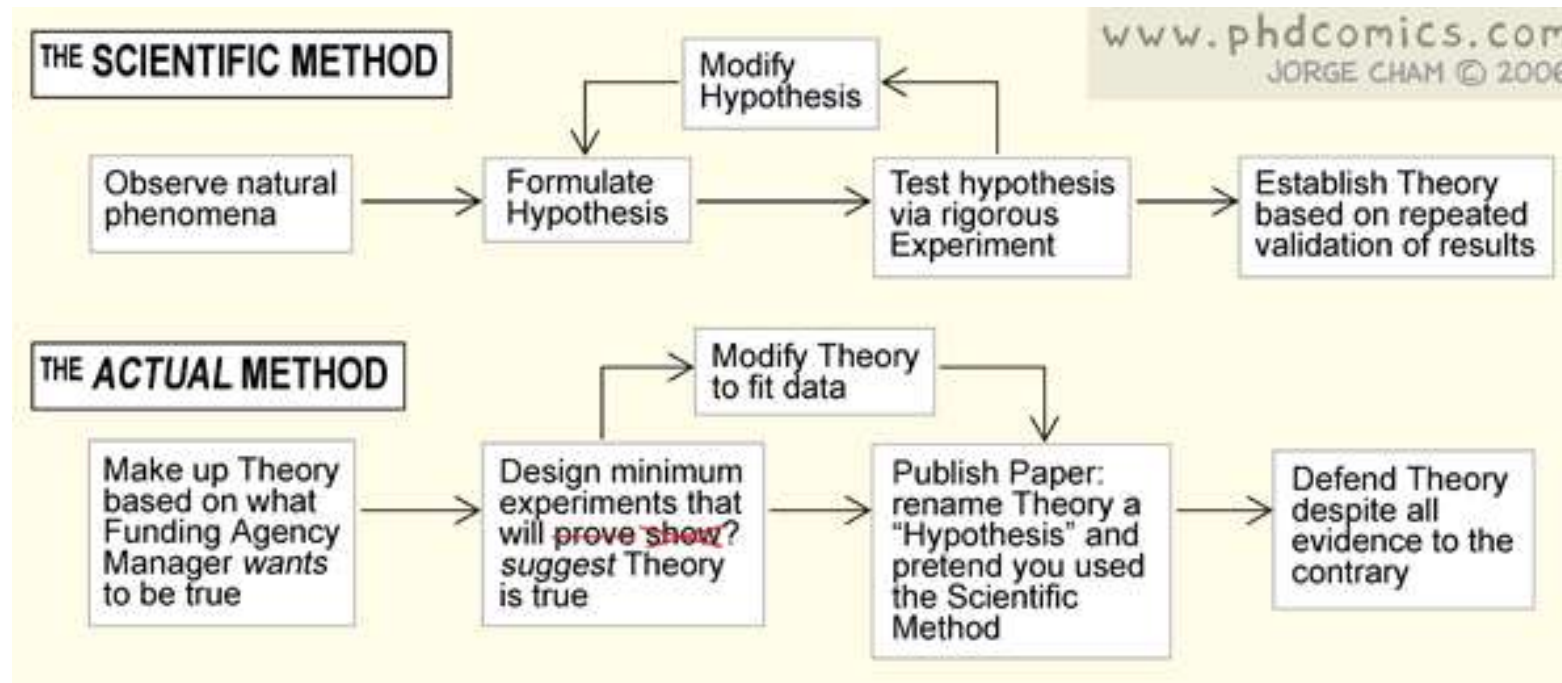 THE SCIENTIFIC METHOD
www.phdcomics.com
JORGE CHAM © 2006
Modify
Hypothesis
Observe natural
phenomena
Formulate
Hypothesis
Test hypothesis
via rigorous
Experiment
Establish Theory
based on repeated
validation of results
THE ACTUAL METHOD
Modify Theory
to fit data
Make up Theory
based on what
Funding Agency
Manager wants
to be true
Design minimum
experiments that
will prove show?
suggest Theory
is true
Publish Paper:
rename Theory a
“Hypothesis” and
pretend you used
the Scientific
Method
Defend Theory
despite all
evidence to the
contrary